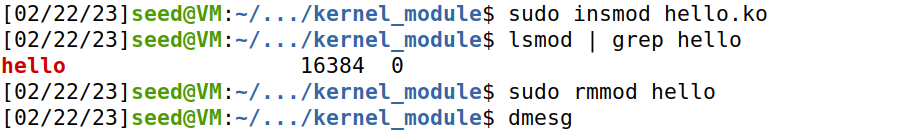 [02/22/23]seed@VM:~/.../kernel_module$ sudo insmod hello.ko
[02/22/23]seed@VM:~/.../kernel_module$ lsmod | grep hello
hello                  16384  0
[02/22/23]seed@VM:~/.../kernel_module$ sudo rmmod hello
[02/22/23]seed@VM:~/.../kernel_module$ dmesg